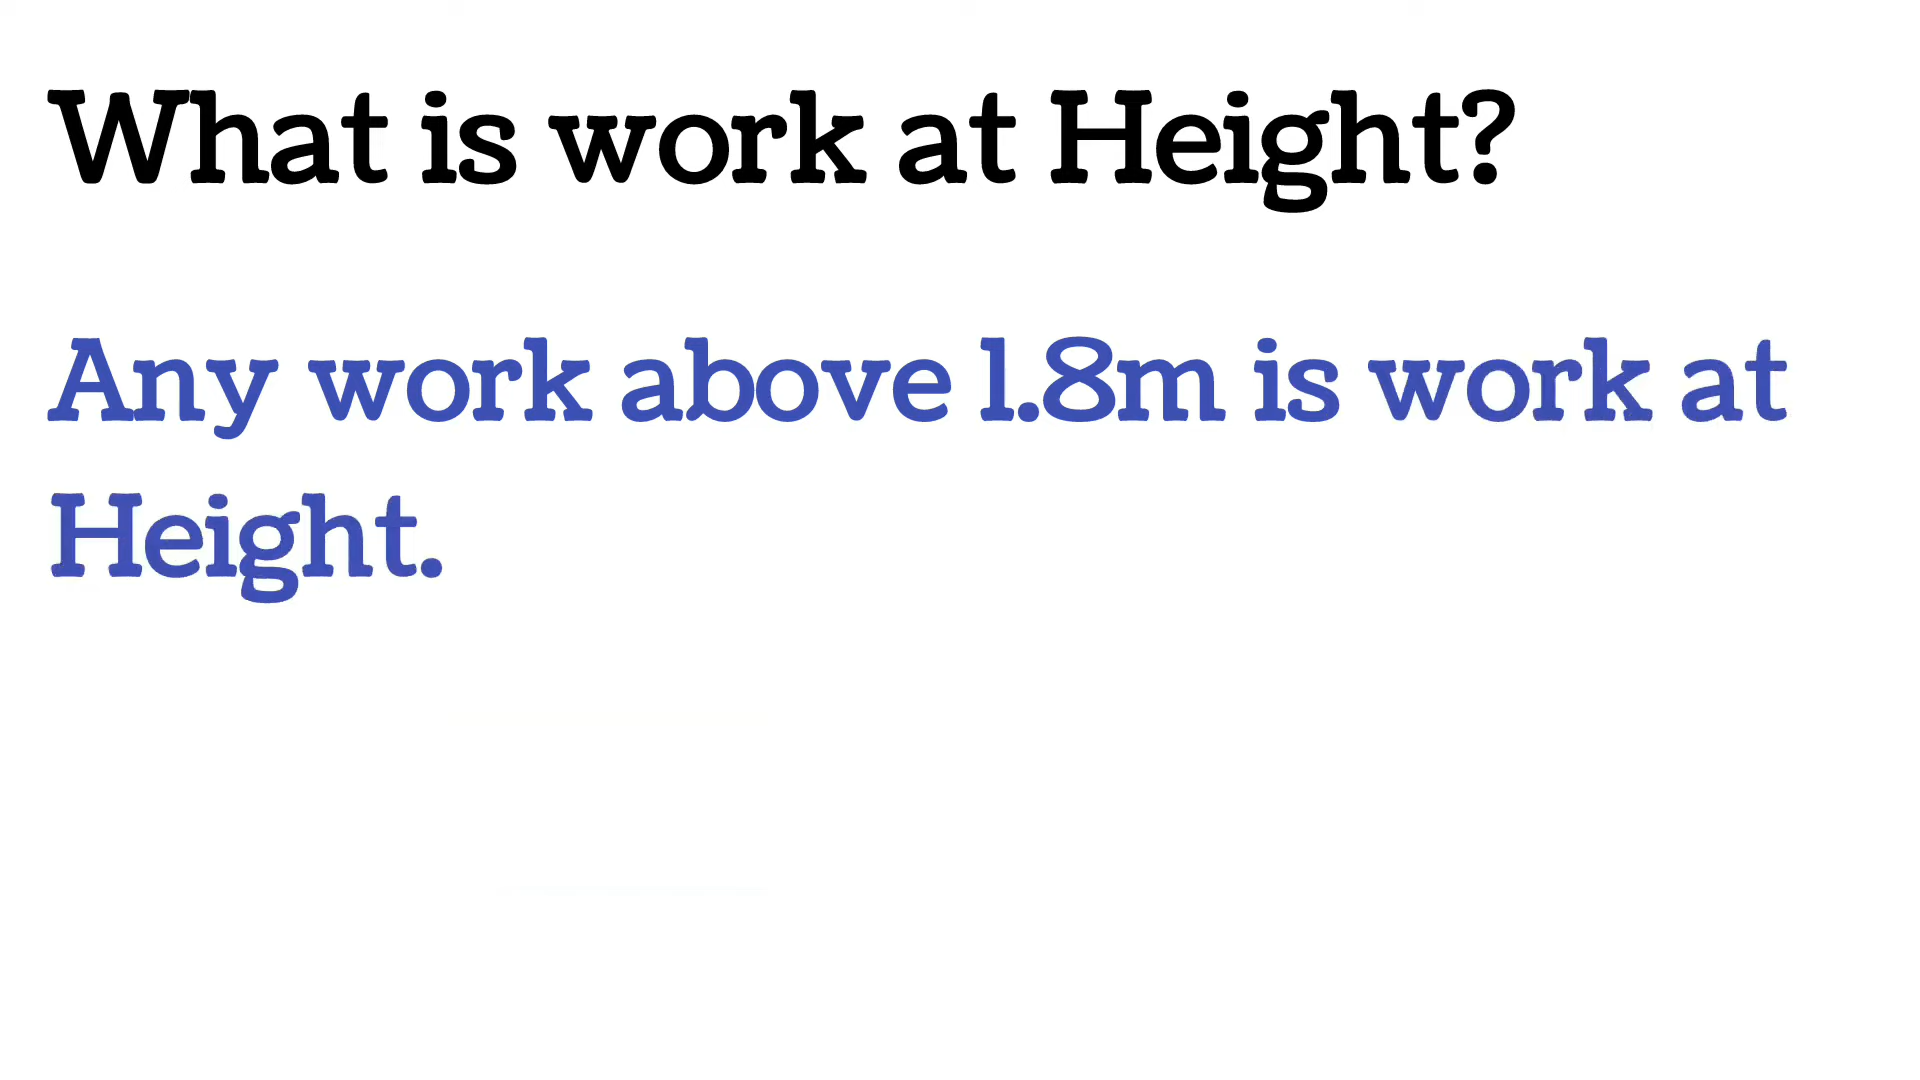 What is work at Height?
Any work above 1.8m is work at
Height.